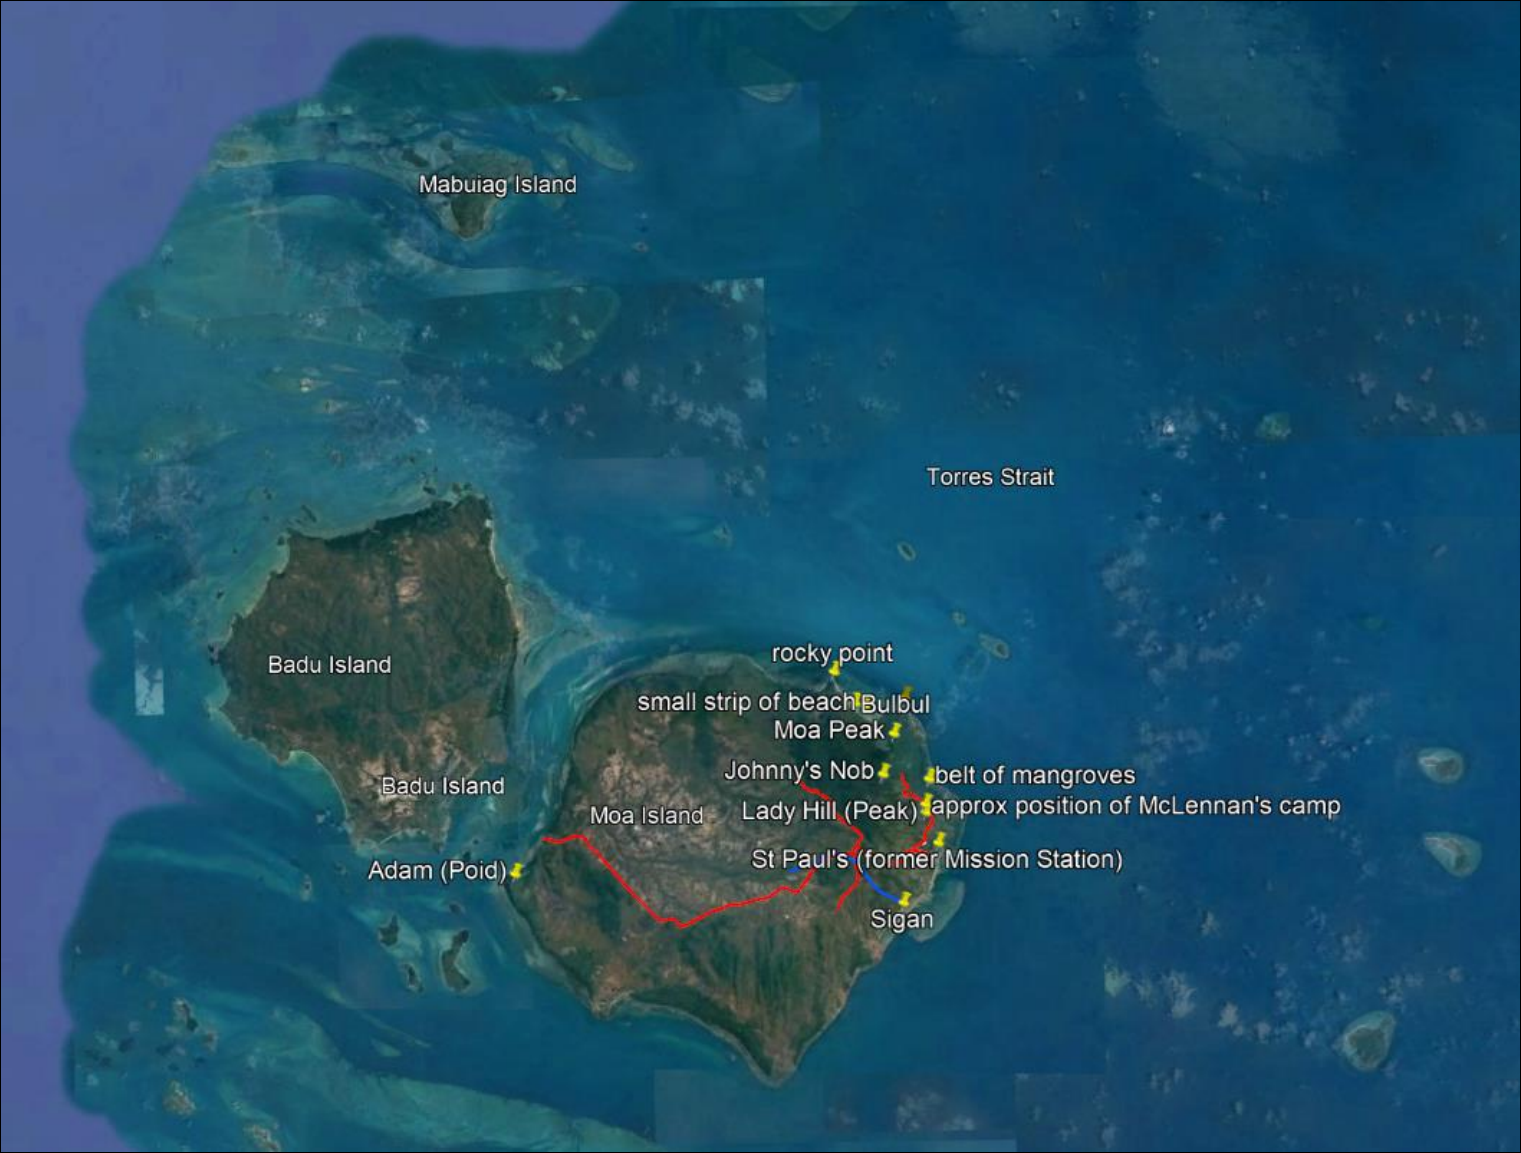 Mabuiag Island
Torres Strait
rocky point
Badu Island
small strip of beach
Bulbul
Moa Peak
Johnny's Nob
belt of mangroves
Badu Island
Moa Island
Lady Hill (Peak)
approx position of McLennan's camp
St Paul's (former Mission Station)
Adam (Poid)
Sigan